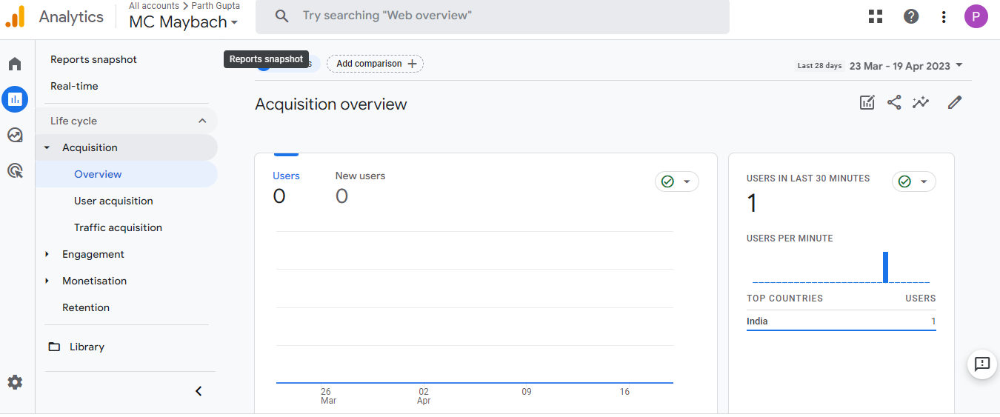 Analytics
All accounts > Parth Gupta
MC Maybach
Try searching "Web overview"
P
Reports snapshot
Real-time
Life cycle
Acquisition
Overview
User acquisition
Traffic acquisition
Engagement
Monetisation
Retention
Library
Reports snapshot
s
Add comparison +
Last 28 days 23 Mar - 19 Apr 2023
Acquisition overview
Users
0
New users
0
26
Mar
02
Apr
09
16
USERS IN LAST 30 MINUTES
1
USERS PER MINUTE
TOP COUNTRIES USERS
India 1